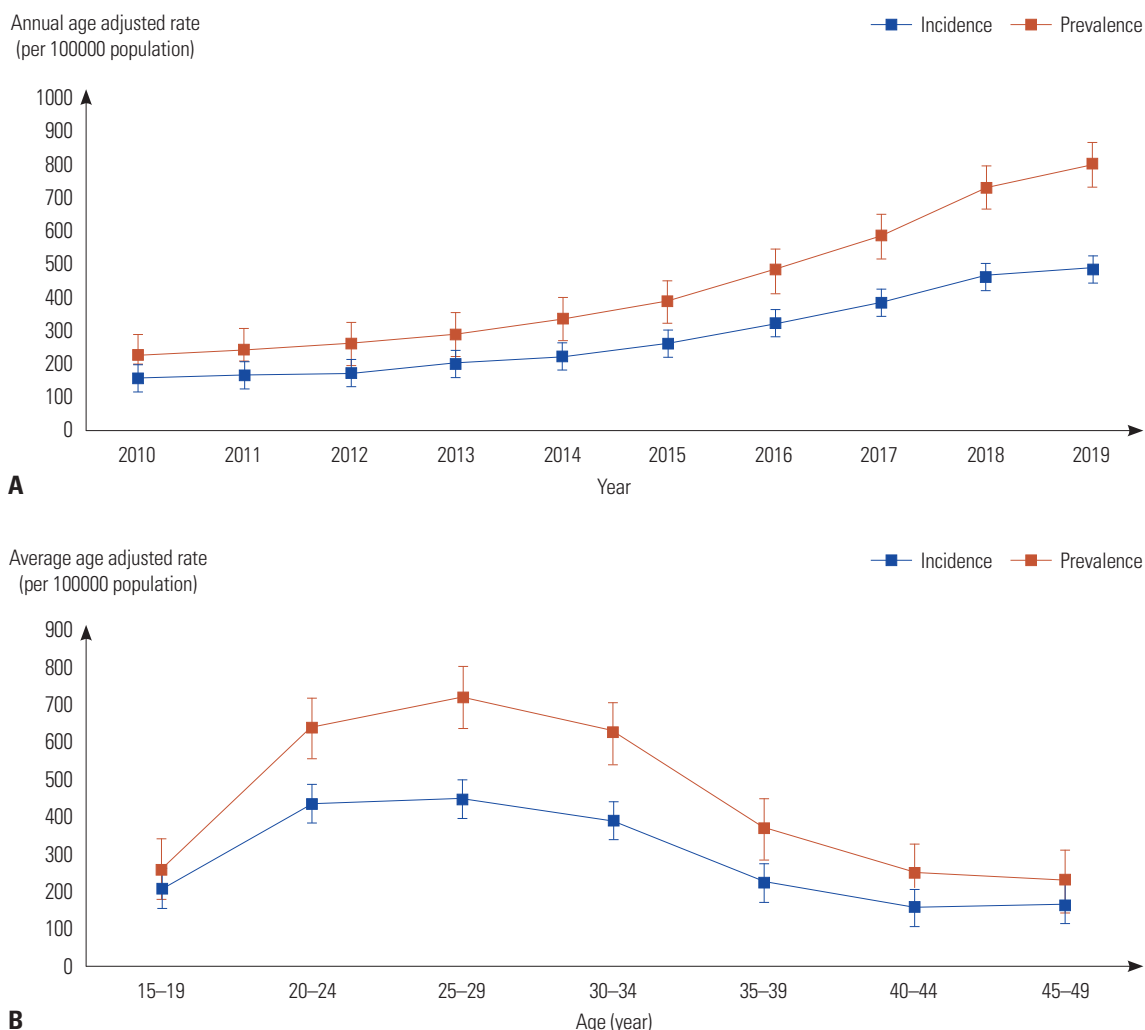 Annual age adjusted rate
(per 100000 population)
Incidence Prevalence
1000
900
800
700
600
500
400
300
200
100
0
2010 2011 2012 2013 2014 2015 2016 2017 2018 2019
Year
A
Average age adjusted rate
(per 100000 population)
Incidence Prevalence
900
800
700
600
500
400
300
200
100
0
15–19 20–24 25–29 30–34 35–39 40–44 45–49
Age (year)
B